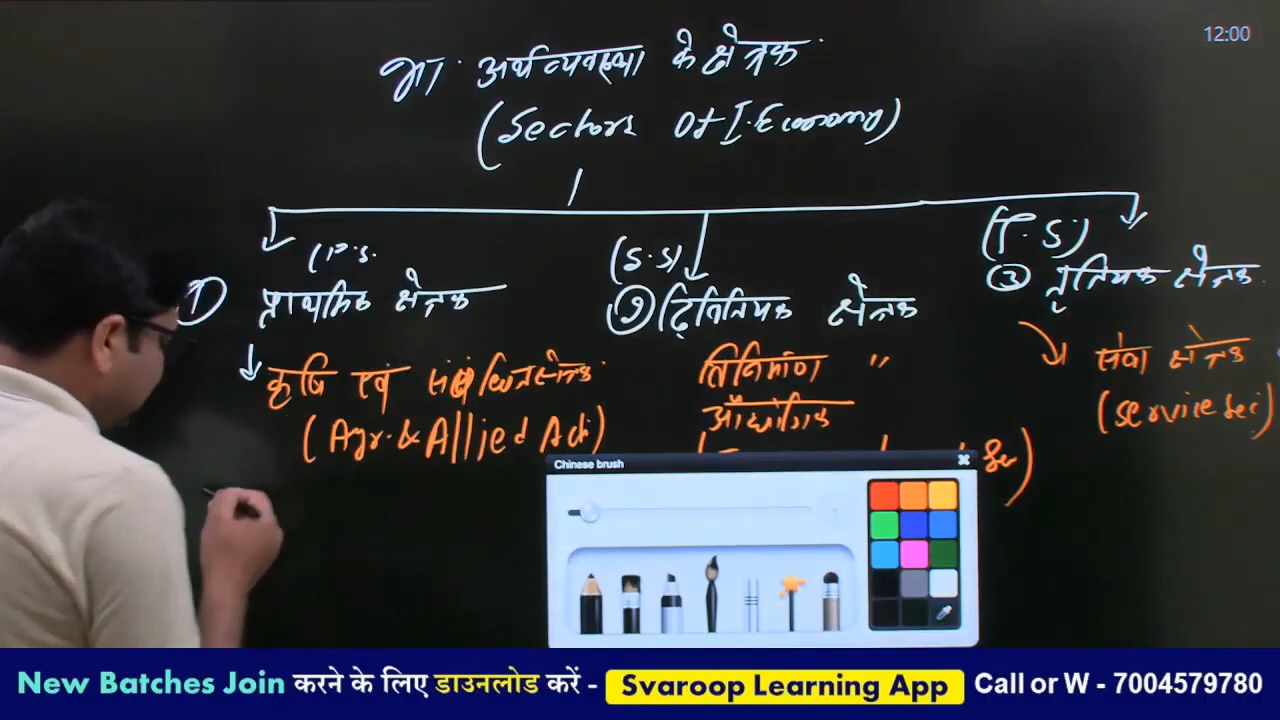 12:00
भा. अर्थव्यवस्था के क्षेत्रक
(Sectors Of I. Economy)
(P.S.
(S.S)
(T.S)
① प्राथमिक क्षेत्रक
② द्वितियक क्षेत्रक
③ तृतियक क्षेत्रक
कृषि एवं
(Agr. & Allied Act)
विनिर्माण "
औद्योगिक
सेवा क्षेत्रक
(Service Sec)
Chinese brush
New Batches Join करने के लिए डाउनलोड करें - Svaroop Learning App Call or W - 7004579780